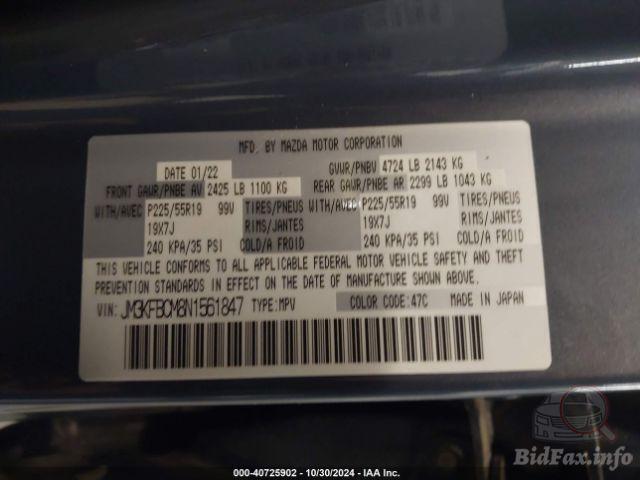 MFD. BY MAZDA MOTOR CORPORATION
DATE 01/22 GVWR/PNBV 4724 LB 2143 KG
FRONT GAWR/PNBE AV 2425 LB 1100 KG REAR GAWR/PNBE AR 2299 LB 1043 KG
WITH/AVEC P225/55R19 99V TIRES/PNEUS WITH/AVEC P225/55R19 99V TIRES/PNEUS
19X7J RIMS/JANTES 19X7J RIMS/JANTES
240 KPA/35 PSI COLD/A FROID 240 KPA/35 PSI COLD/A FROID
THIS VEHICLE CONFORMS TO ALL APPLICABLE FEDERAL MOTOR VEHICLE SAFETY AND THEFT
PREVENTION STANDARDS IN EFFECT ON THE DATE OF MANUFACTURE SHOWN ABOVE.
VIN: JM3KFBCM8N1561847 TYPE:MPV COLOR CODE:47C MADE IN JAPAN
BidFax.info
00-40725902 - 10/30/2024 - IAA Inc.